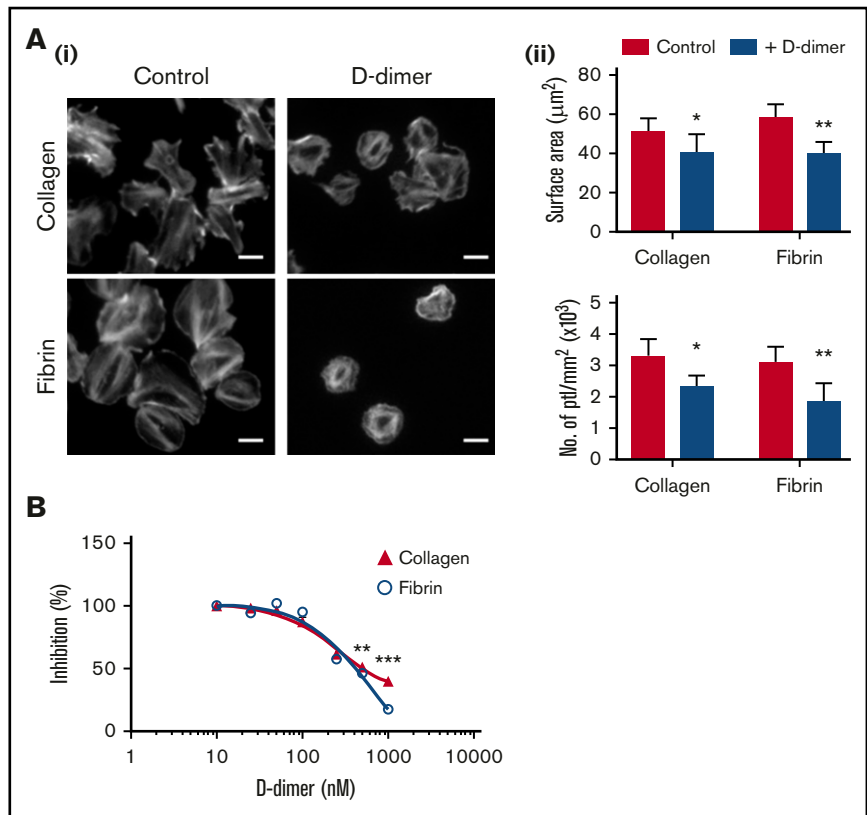 A
(i)
Control
D-dimer
Collagen
Fibrin
(ii)
Control
+ D-dimer
Surface area (μm²)
80
60
40
20
0
*
**
Collagen
Fibrin
No. of ptl/mm² (x10³)
5
4
3
2
1
0
*
**
Collagen
Fibrin
B
Inhibition (%)
150
100
50
0
Collagen
Fibrin
**
***
1
10
100
1000
10000
D-dimer (nM)